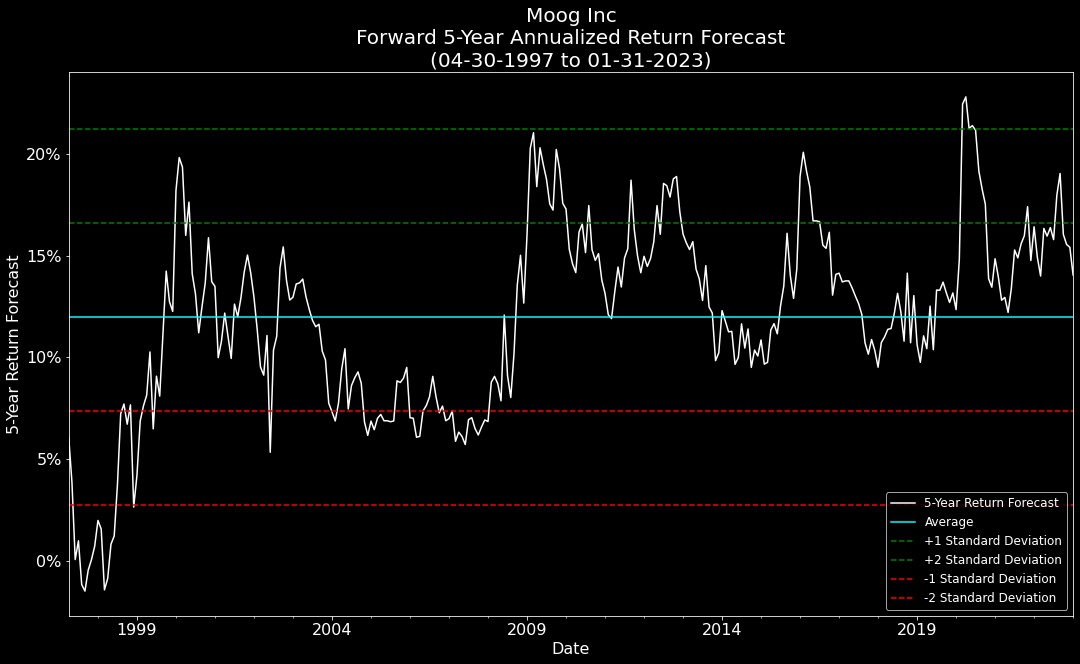 Moog Inc
Forward 5-Year Annualized Return Forecast
(04-30-1997 to 01-31-2023)
5-Year Return Forecast
20%
15%
10%
5%
0%
5-Year Return Forecast
Average
+1 Standard Deviation
+2 Standard Deviation
-1 Standard Deviation
-2 Standard Deviation
1999 2004 2009 2014 2019
Date